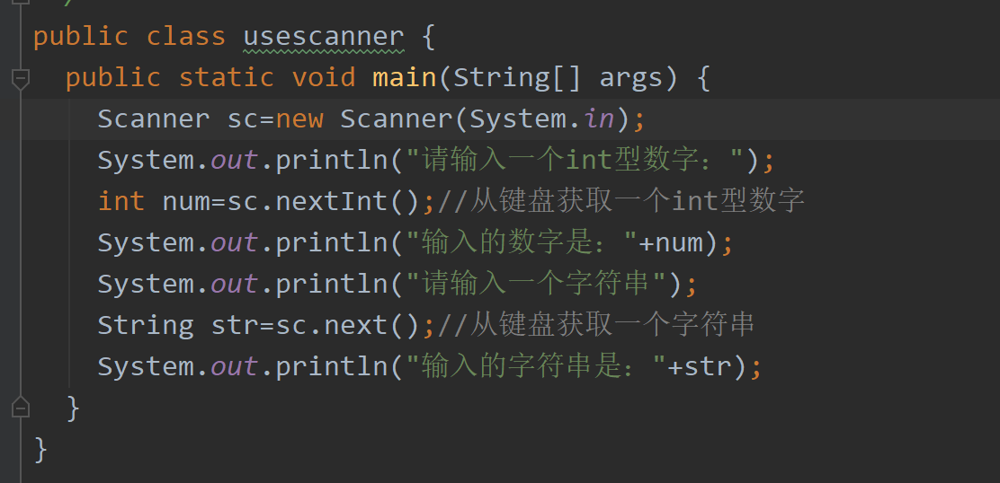 */
public class usescanner {
public static void main(String[] args) {
Scanner sc=new Scanner(System.in);
System.out.println("请输入一个int型数字：");
int num=sc.nextInt();//从键盘获取一个int型数字
System.out.println("输入的数字是："+num);
System.out.println("请输入一个字符串");
String str=sc.next();//从键盘获取一个字符串
System.out.println("输入的字符串是："+str);
}
}